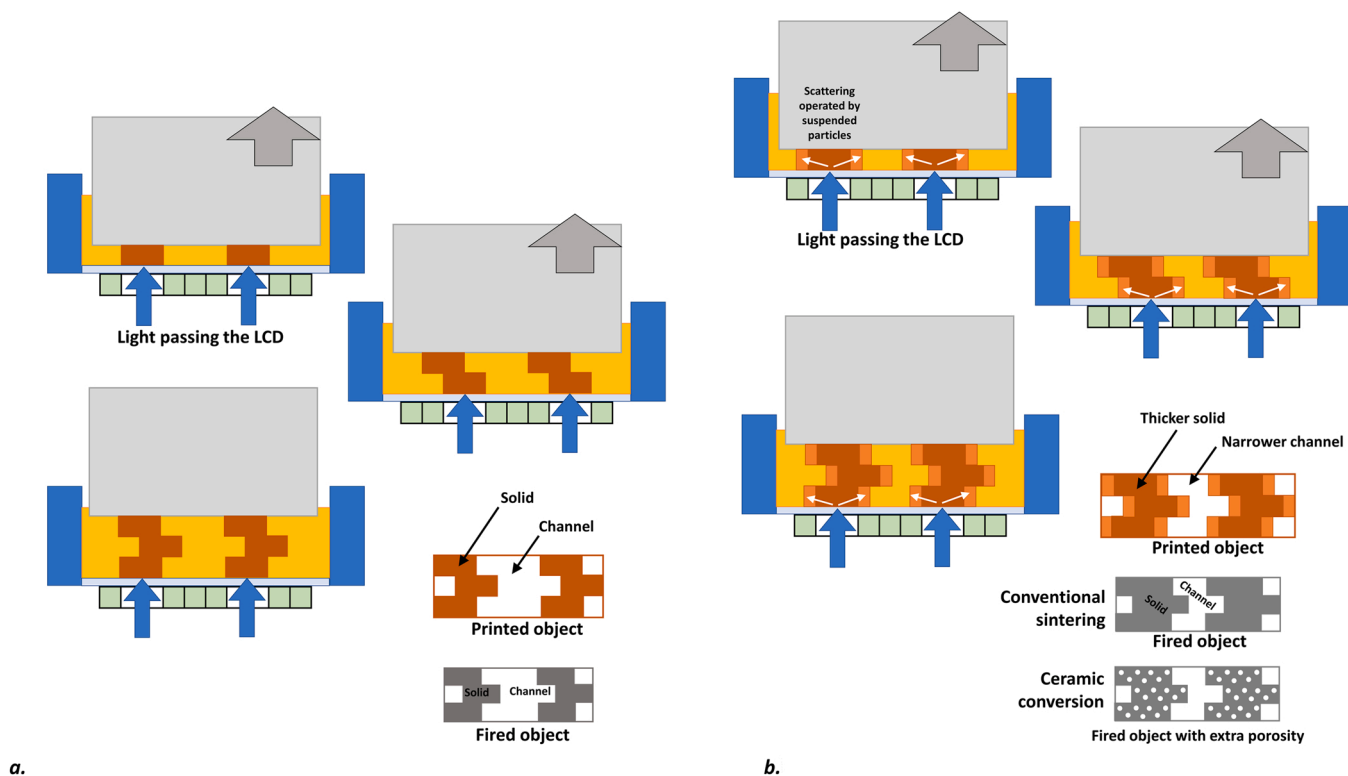 Light passing the LCD
Solid
Channel
Printed object
Solid
Channel
Fired object
a.
Scattering
operated by
suspended
particles
Light passing the LCD
Thicker solid
Narrower channel
Printed object
Conventional
sintering
Solid
Channel
Fired object
Ceramic
conversion
Fired object with extra porosity
b.